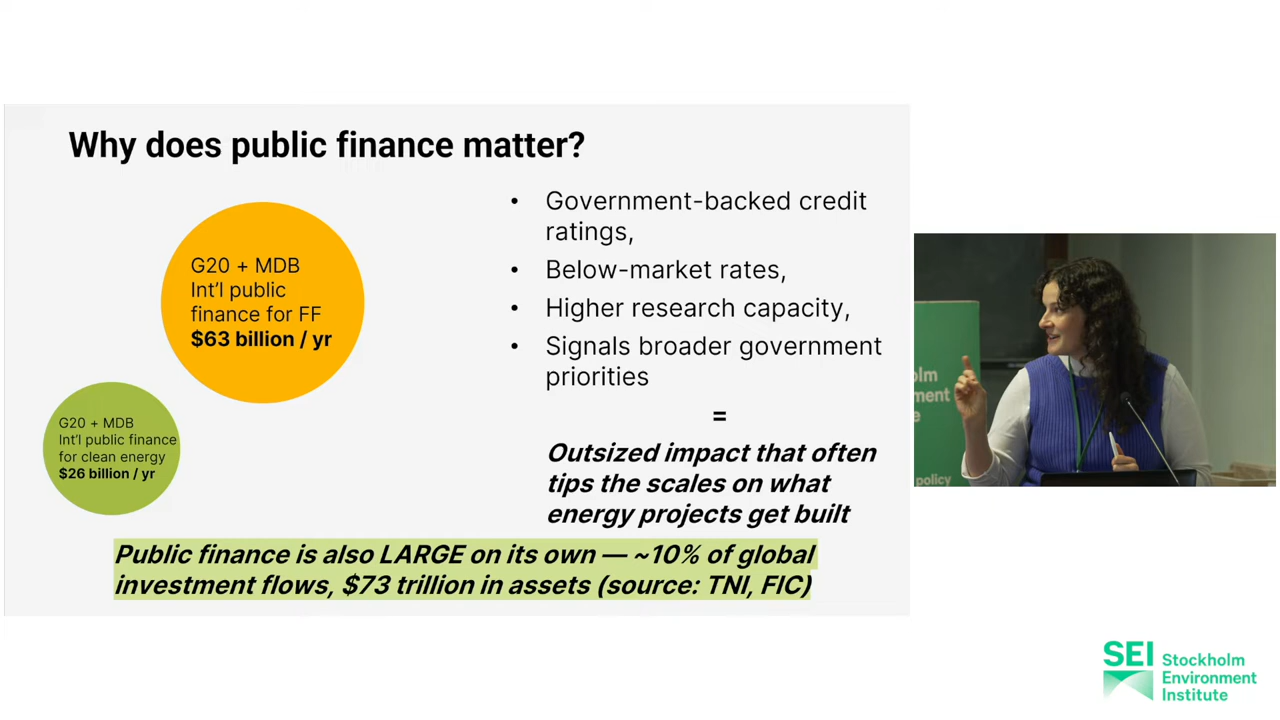 Why does public finance matter?
G20 + MDB
Int'l public
finance for FF
$63 billion / yr
G20 + MDB
Int'l public finance
for clean energy
$26 billion / yr
• Government-backed credit
ratings,
• Below-market rates,
• Higher research capacity,
• Signals broader government
priorities
=
Outsized impact that often
tips the scales on what
energy projects get built
Public finance is also LARGE on its own — ~10% of global
investment flows, $73 trillion in assets (source: TNI, FIC)
policy
SEI Stockholm
Environment
Institute